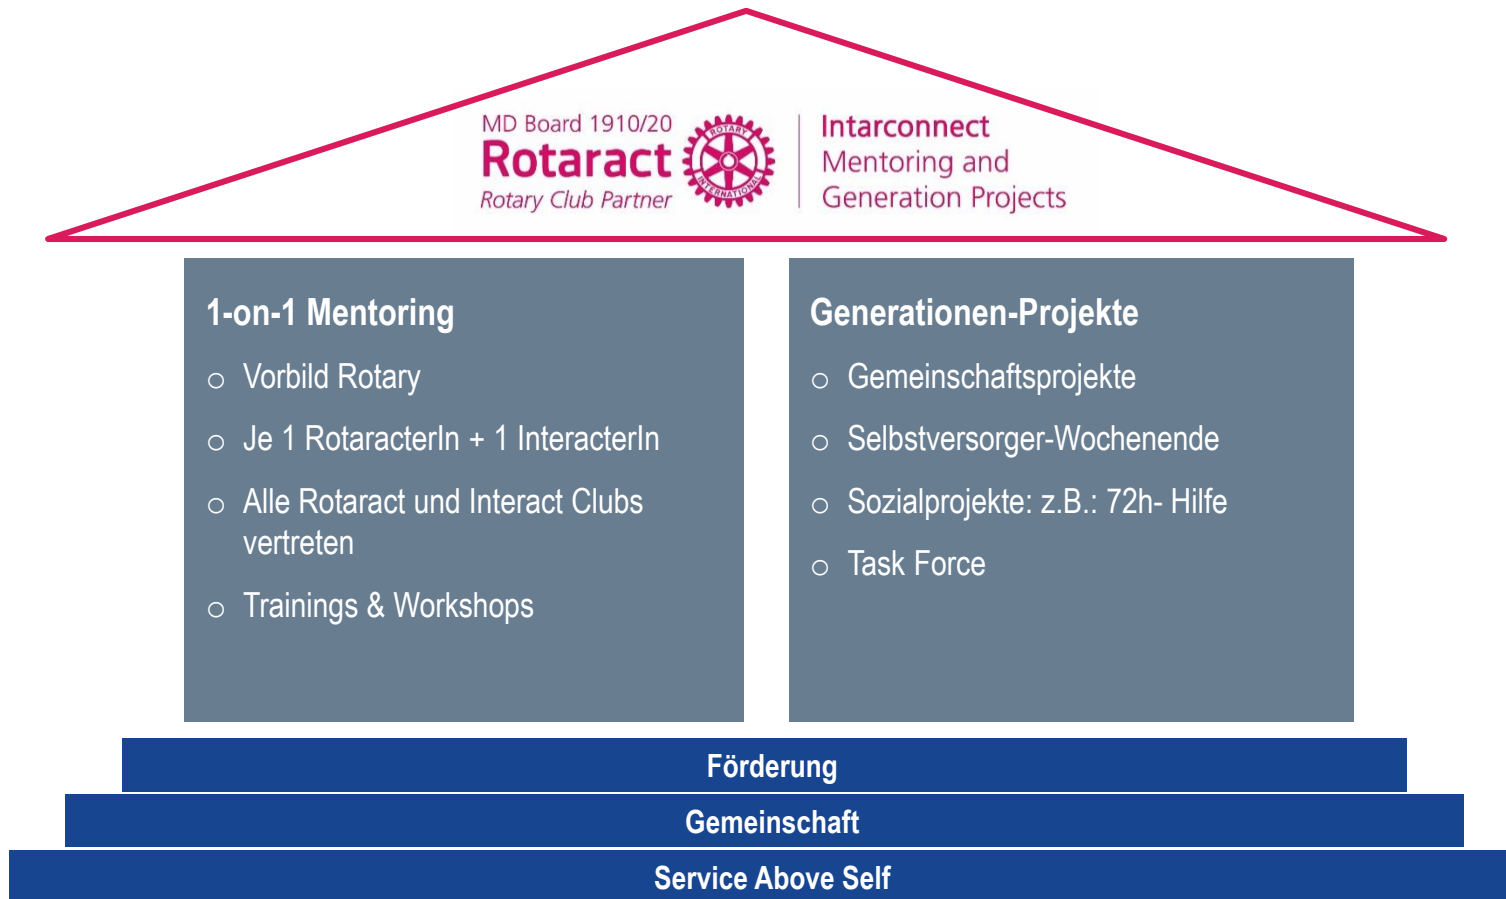 MD Board 1910/20
Rotaract
Rotary Club Partner
ROTARY
INTERNATIONAL
Intarconnect
Mentoring and
Generation Projects
1-on-1 Mentoring
o Vorbild Rotary
o Je 1 RotaracterIn + 1 InteracterIn
o Alle Rotaract und Interact Clubs
vertreten
o Trainings & Workshops
Generationen-Projekte
o Gemeinschaftsprojekte
o Selbstversorger-Wochenende
o Sozialprojekte: z.B.: 72h- Hilfe
o Task Force
Förderung
Gemeinschaft
Service Above Self